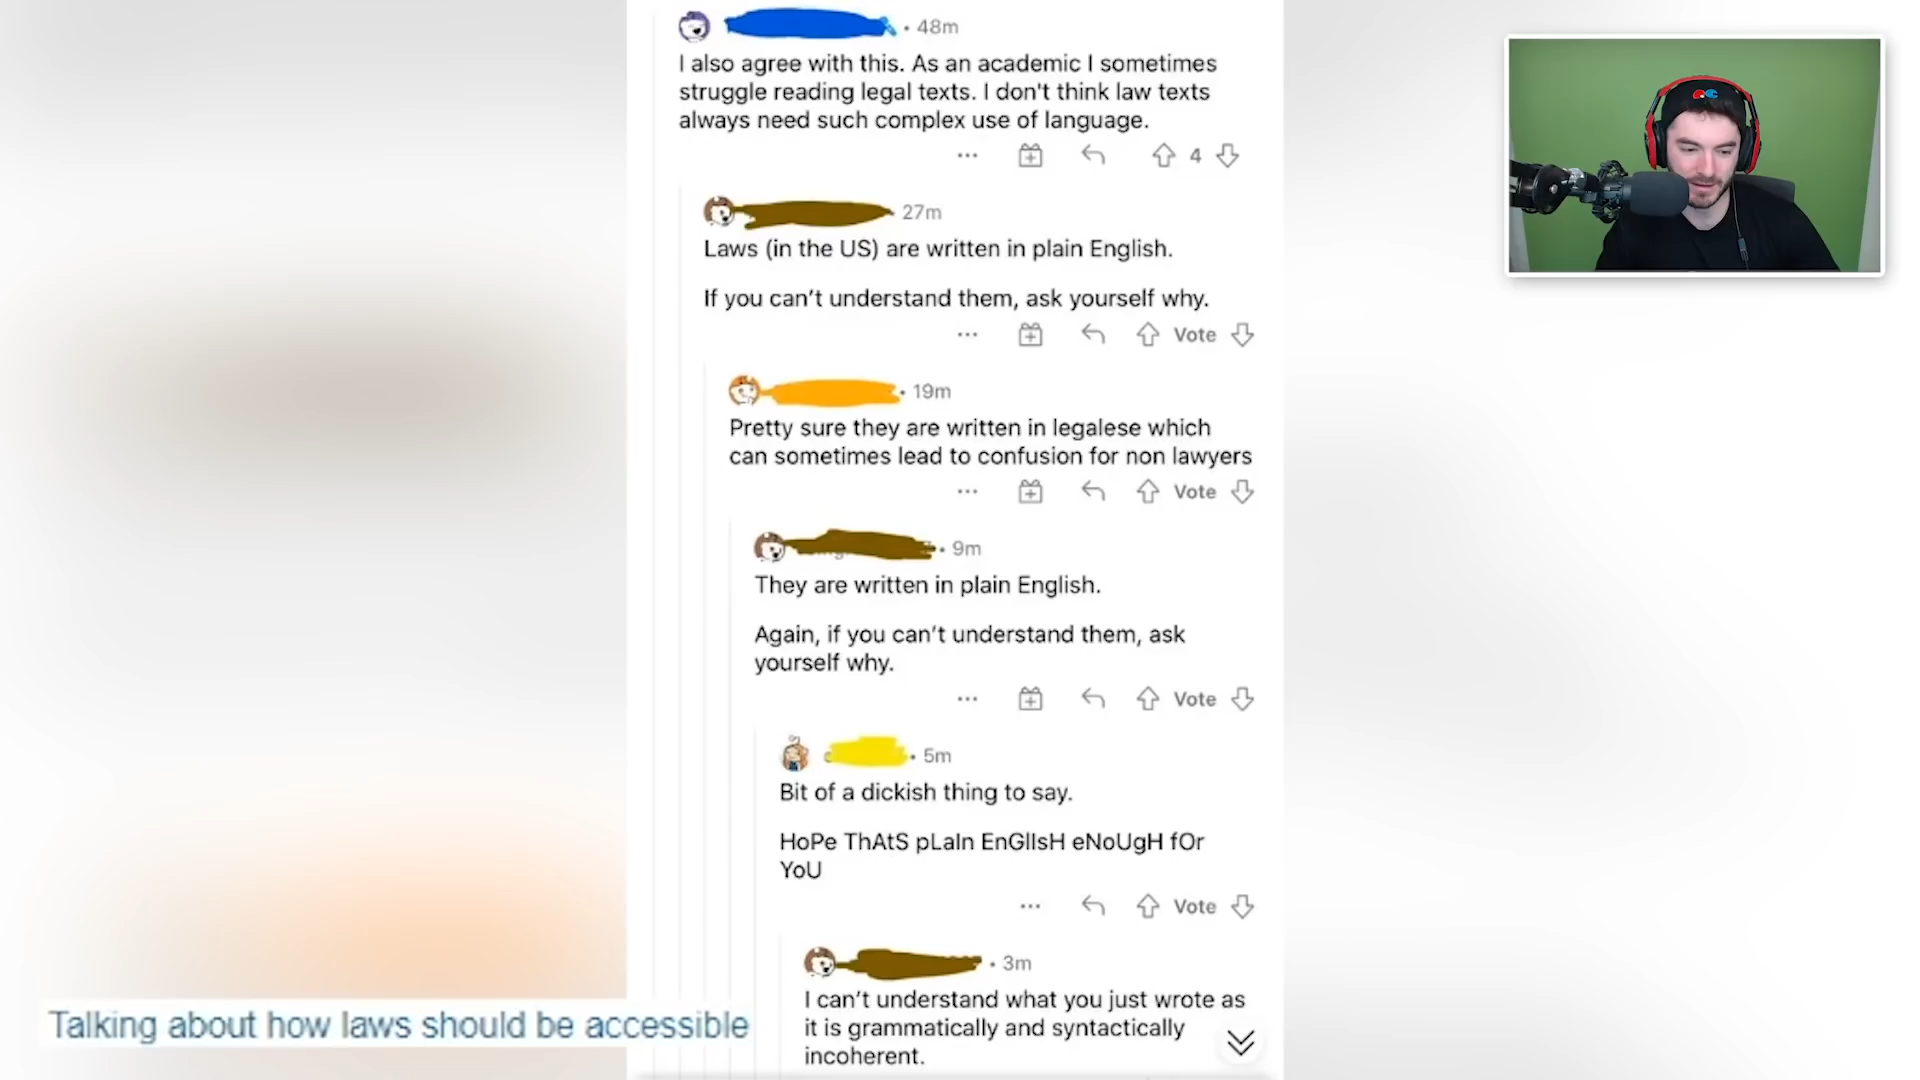 • 48m
I also agree with this. As an academic I sometimes
struggle reading legal texts. I don't think law texts
always need such complex use of language.
4
27m
Laws (in the US) are written in plain English.
If you can't understand them, ask yourself why.
Vote
• 19m
Pretty sure they are written in legalese which
can sometimes lead to confusion for non lawyers
Vote
• 9m
They are written in plain English.
Again, if you can't understand them, ask
yourself why.
Vote
• 5m
Bit of a dickish thing to say.
HoPe ThAtS pLaIn EnGlIsH eNoUgH fOr
YoU
Vote
• 3m
I can't understand what you just wrote as
it is grammatically and syntactically
incoherent.
Talking about how laws should be accessible